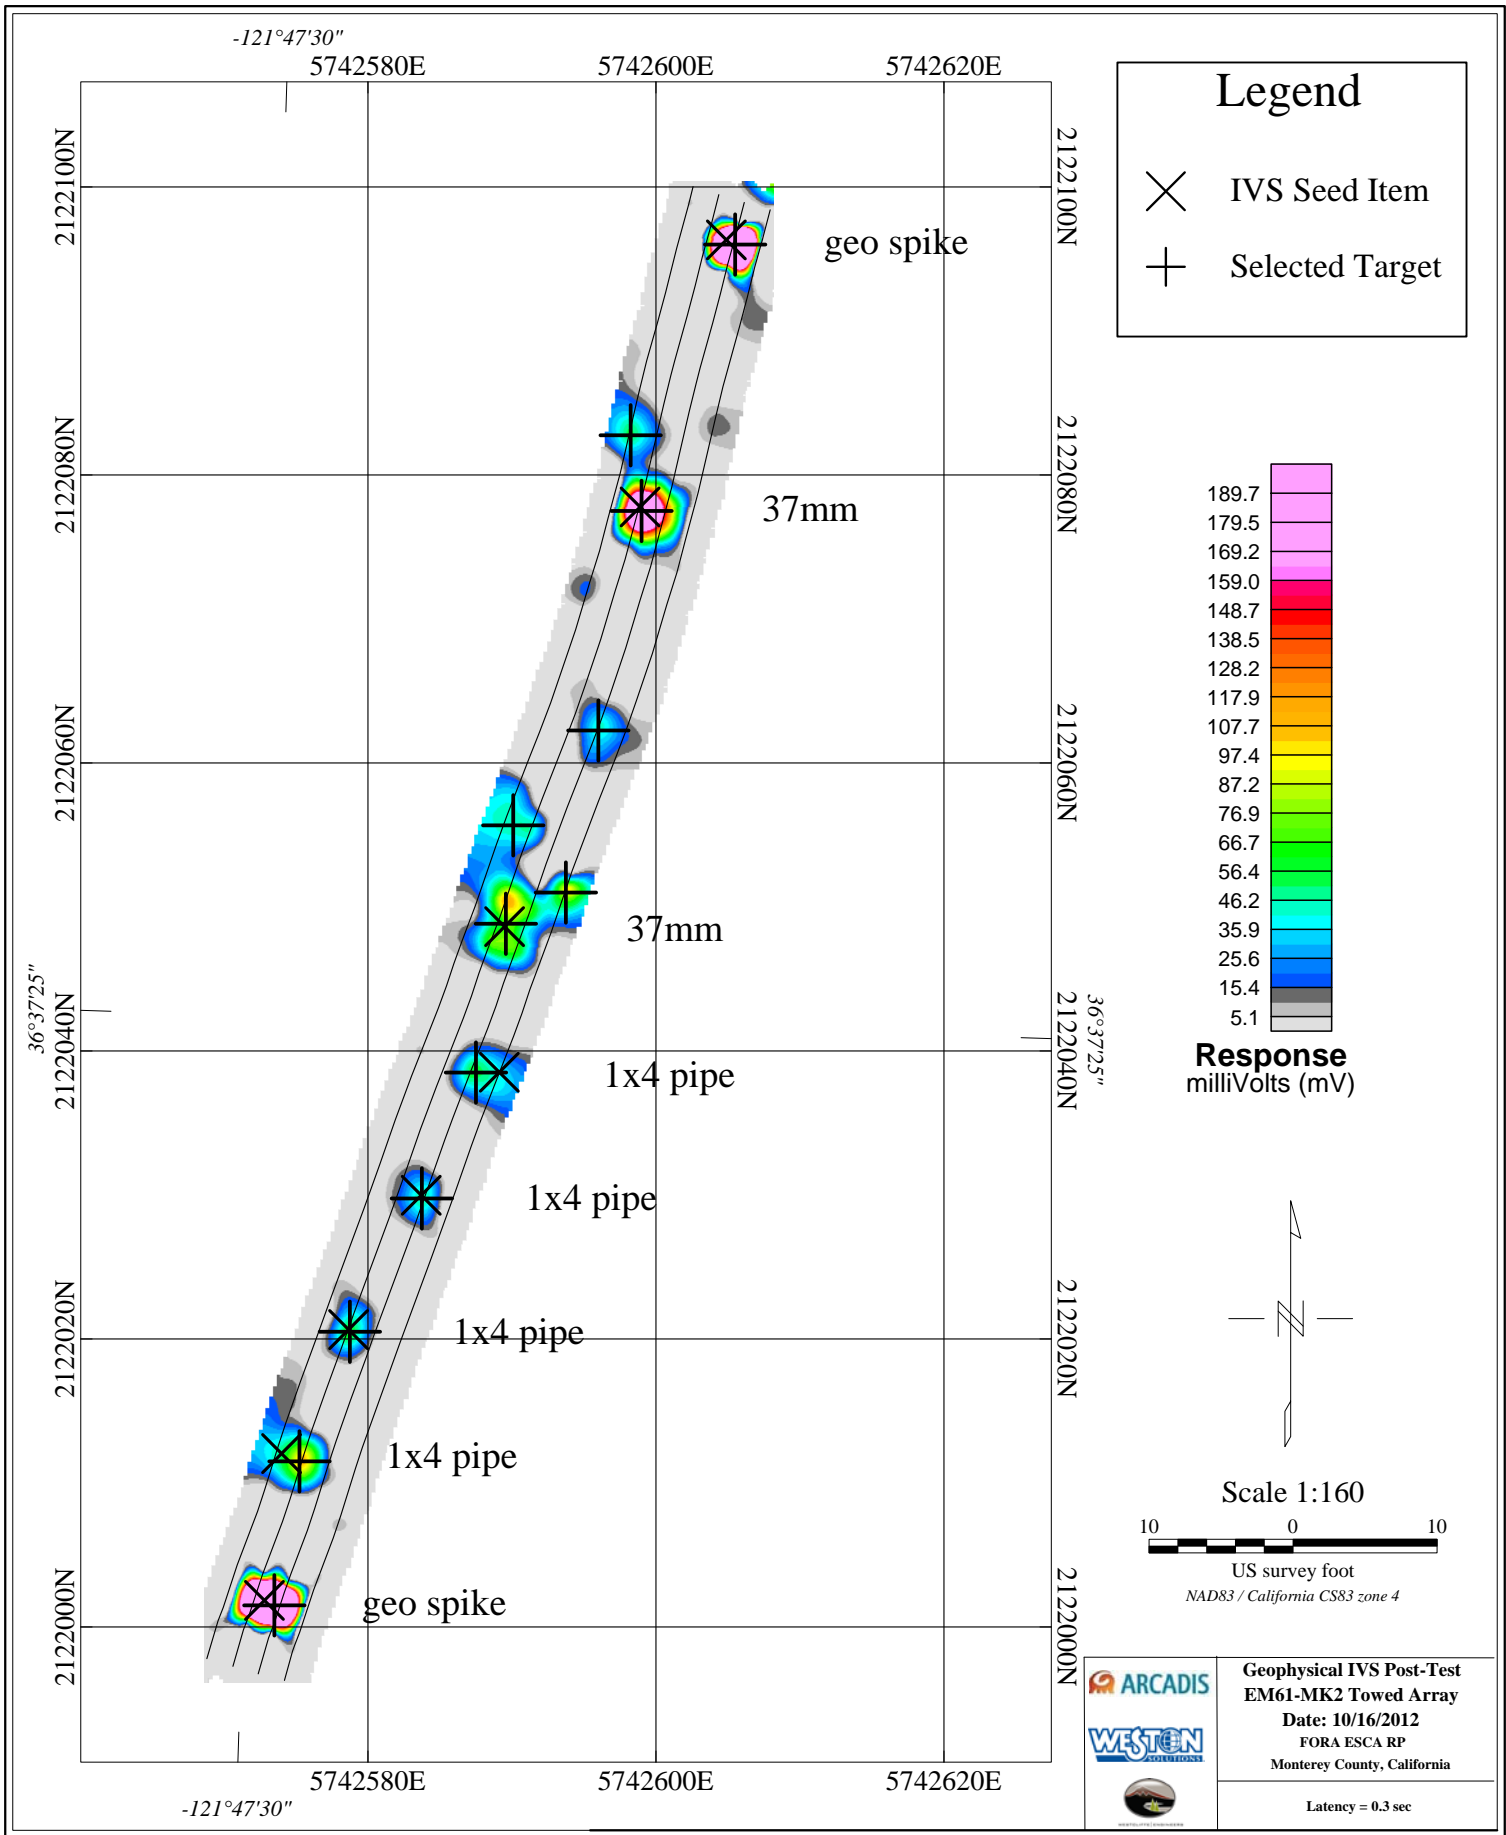 -121°47'30"
5742580E
5742600E
5742620E
2122100N
2122080N
2122060N
2122040N
2122020N
2122000N
36°37'25"
geo spike
37mm
37mm
1x4 pipe
1x4 pipe
1x4 pipe
1x4 pipe
geo spike
2122100N
2122080N
2122060N
2122040N
2122020N
2122000N
36°37'25"
5742580E
5742600E
5742620E
-121°47'30"
Legend
IVS Seed Item
Selected Target
189.7
179.5
169.2
159.0
148.7
138.5
128.2
117.9
107.7
97.4
87.2
76.9
66.7
56.4
46.2
35.9
25.6
15.4
5.1
Response
milliVolts (mV)
N
Scale 1:160
10 0 10
US survey foot
NAD83 / California CS83 zone 4
ARCADIS
WESTON
SOLUTIONS
Geophysical IVS Post-Test
EM61-MK2 Towed Array
Date: 10/16/2012
FORA ESCA RP
Monterey County, California
Latency = 0.3 sec